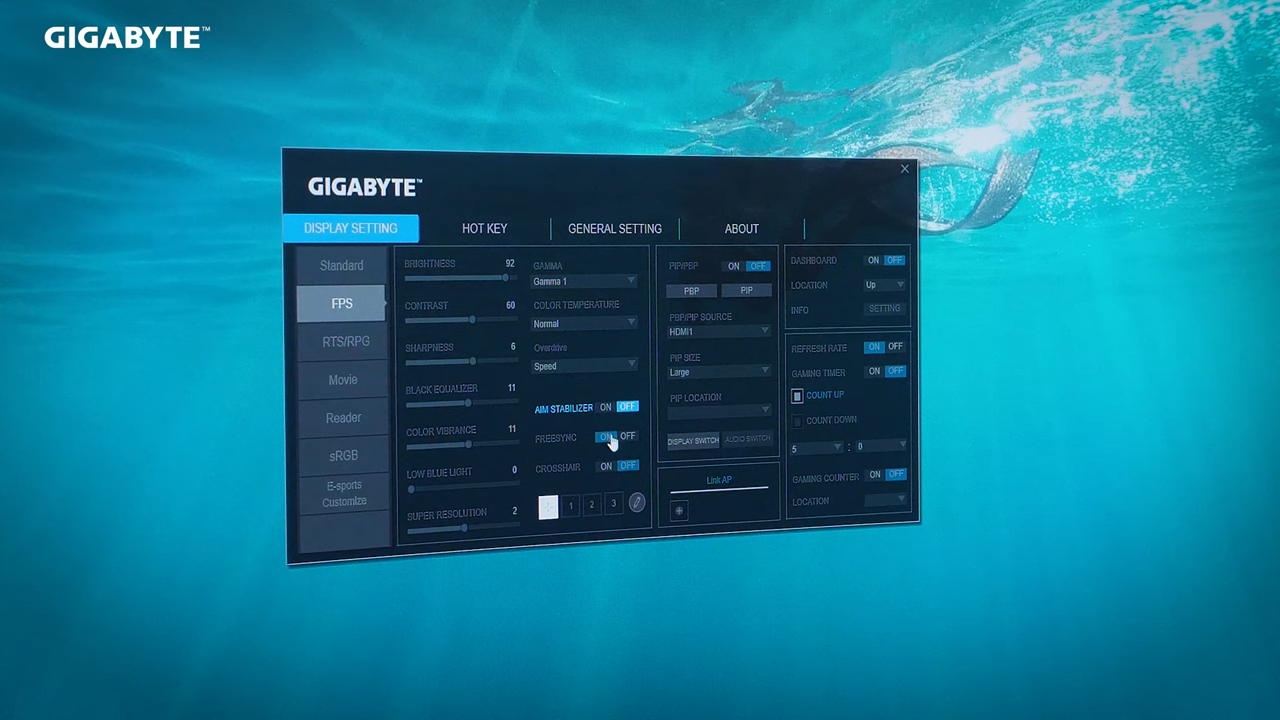 GIGABYTE™
GIGABYTE™
DISPLAY SETTING
HOT KEY
GENERAL SETTING
ABOUT
Standard
FPS
RTS/RPG
Movie
Reader
sRGB
E-sports
Customize
BRIGHTNESS 92
CONTRAST 60
SHARPNESS 6
BLACK EQUALIZER 11
COLOR VIBRANCE 11
LOW BLUE LIGHT 0
SUPER RESOLUTION 2
GAMMA
Gamma 1
COLOR TEMPERATURE
Normal
Overdrive
Speed
AIM STABILIZER ON OFF
FREESYNC ON OFF
CROSSHAIR ON OFF
1 2 3
PIP/PBP ON OFF
PBP PIP
PBP/PIP SOURCE
HDMI1
PIP SIZE
Large
PIP LOCATION
DISPLAY SWITCH AUDIO SWITCH
Link AP
DASHBOARD ON OFF
LOCATION Up
INFO SETTING
REFRESH RATE ON OFF
GAMING TIMER ON OFF
COUNT UP
COUNT DOWN
5 : 0
GAMING COUNTER ON OFF
LOCATION